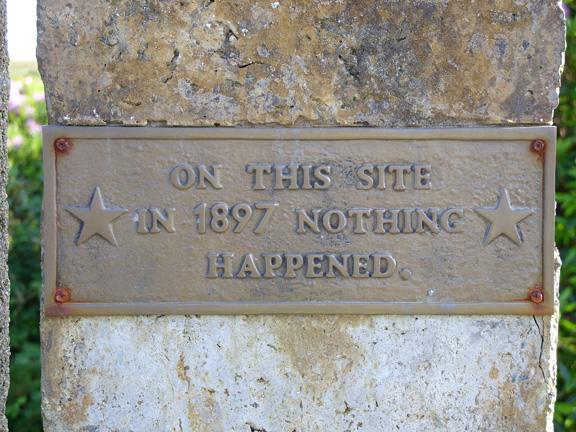 ON THIS SITE
IN 1897 NOTHING
HAPPENED.